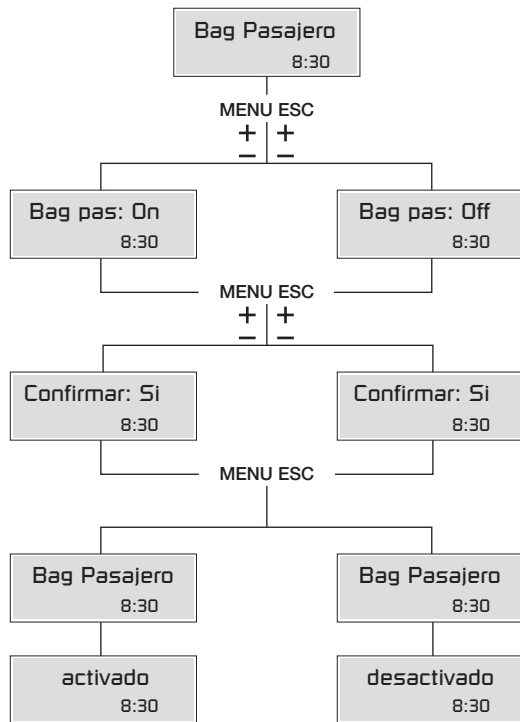 Bag Pasajero
8:30
MENU ESC
+ +
– –
Bag pas: On
8:30
Bag pas: Off
8:30
MENU ESC
+ +
– –
Confirmar: Si
8:30
Confirmar: Si
8:30
MENU ESC
Bag Pasajero
8:30
Bag Pasajero
8:30
activado
8:30
desactivado
8:30